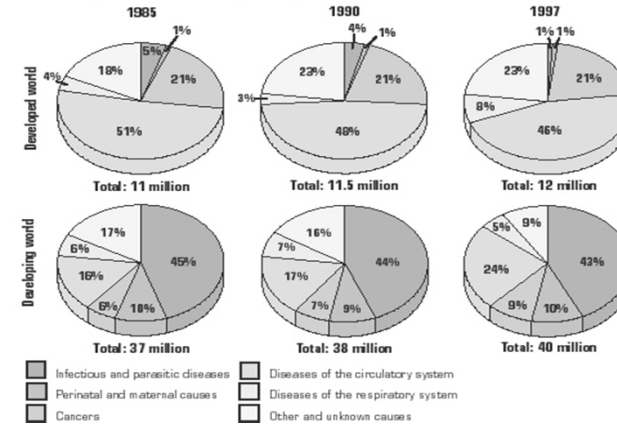 1985
1990
1997
Developed world
1%
5%
21%
51%
4%
18%
4%
1%
21%
48%
3%
23%
1%
1%
21%
46%
8%
23%
Total: 11 million
Total: 11.5 million
Total: 12 million
Developing world
45%
10%
6%
16%
6%
17%
44%
9%
7%
17%
7%
16%
43%
10%
9%
24%
5%
9%
Total: 37 million
Total: 38 million
Total: 40 million
Infectious and parasitic diseases
Perinatal and maternal causes
Cancers
Diseases of the circulatory system
Diseases of the respiratory system
Other and unknown causes